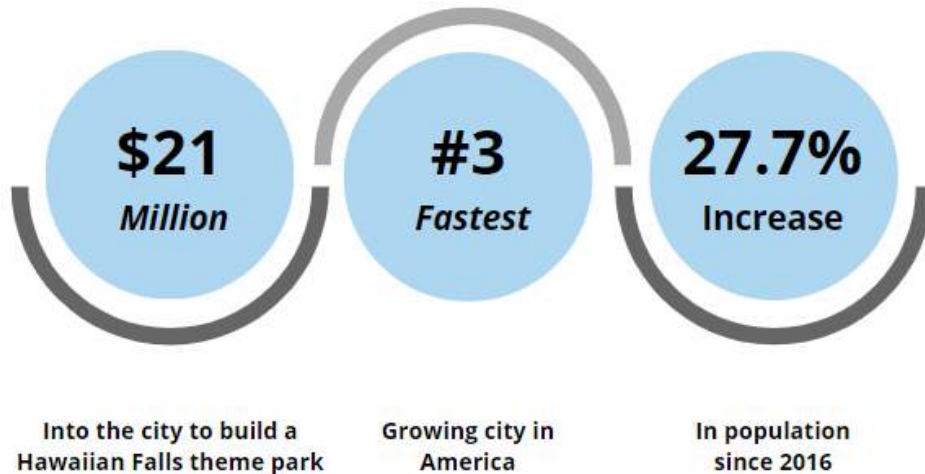 $21
Million
Into the city to build a
Hawaiian Falls theme park
#3
Fastest
Growing city in
America
27.7%
Increase
In population
since 2016